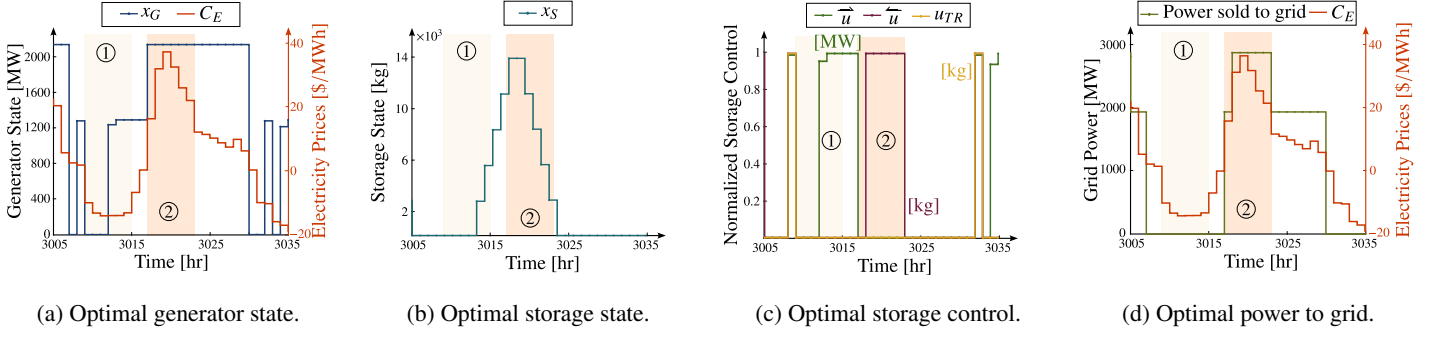 x_G C_E
Generator State [MW]
2000
1600
1200
800
400
0
①
②
40
20
0
−20
Electricity Prices [$/MWh]
3005 3015 3025 3035
Time [hr]
(a) Optimal generator state.
x_S
×10³
Storage State [kg]
14
10
6
2
①
②
3005 3015 3025 3035
Time [hr]
(b) Optimal storage state.
u⃗ u⃖ u_TR
Normalized Storage Control
1
0.8
0.6
0.4
0.2
[MW]
[kg]
[kg]
①
②
3005 3015 3025 3035
Time [hr]
(c) Optimal storage control.
Power sold to grid C_E
Grid Power [MW]
3000
2000
1000
0
①
②
40
20
0
−20
Electricity Prices [$/MWh]
3005 3015 3025 3035
Time [hr]
(d) Optimal power to grid.